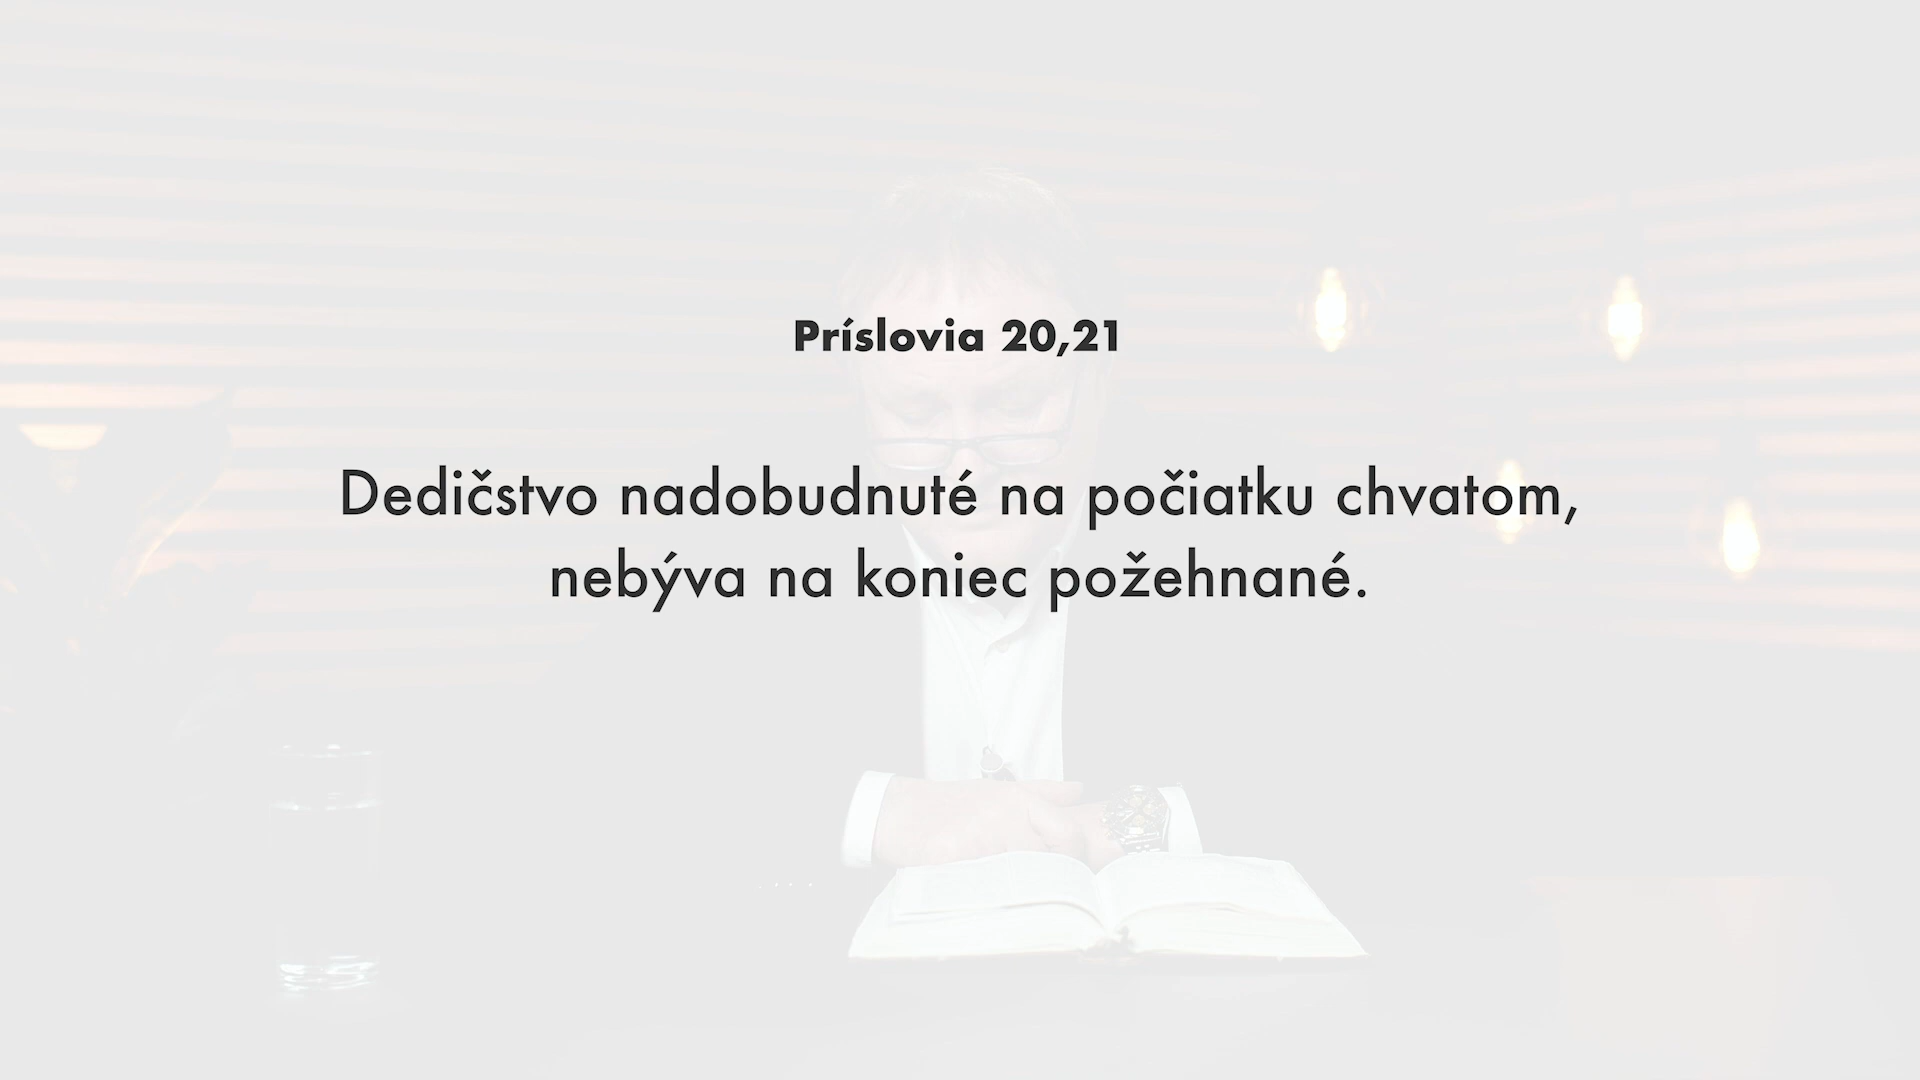 Príslovia 20,21
Dedičstvo nadobudnuté na počiatku chvatom,
nebýva na koniec požehnané.